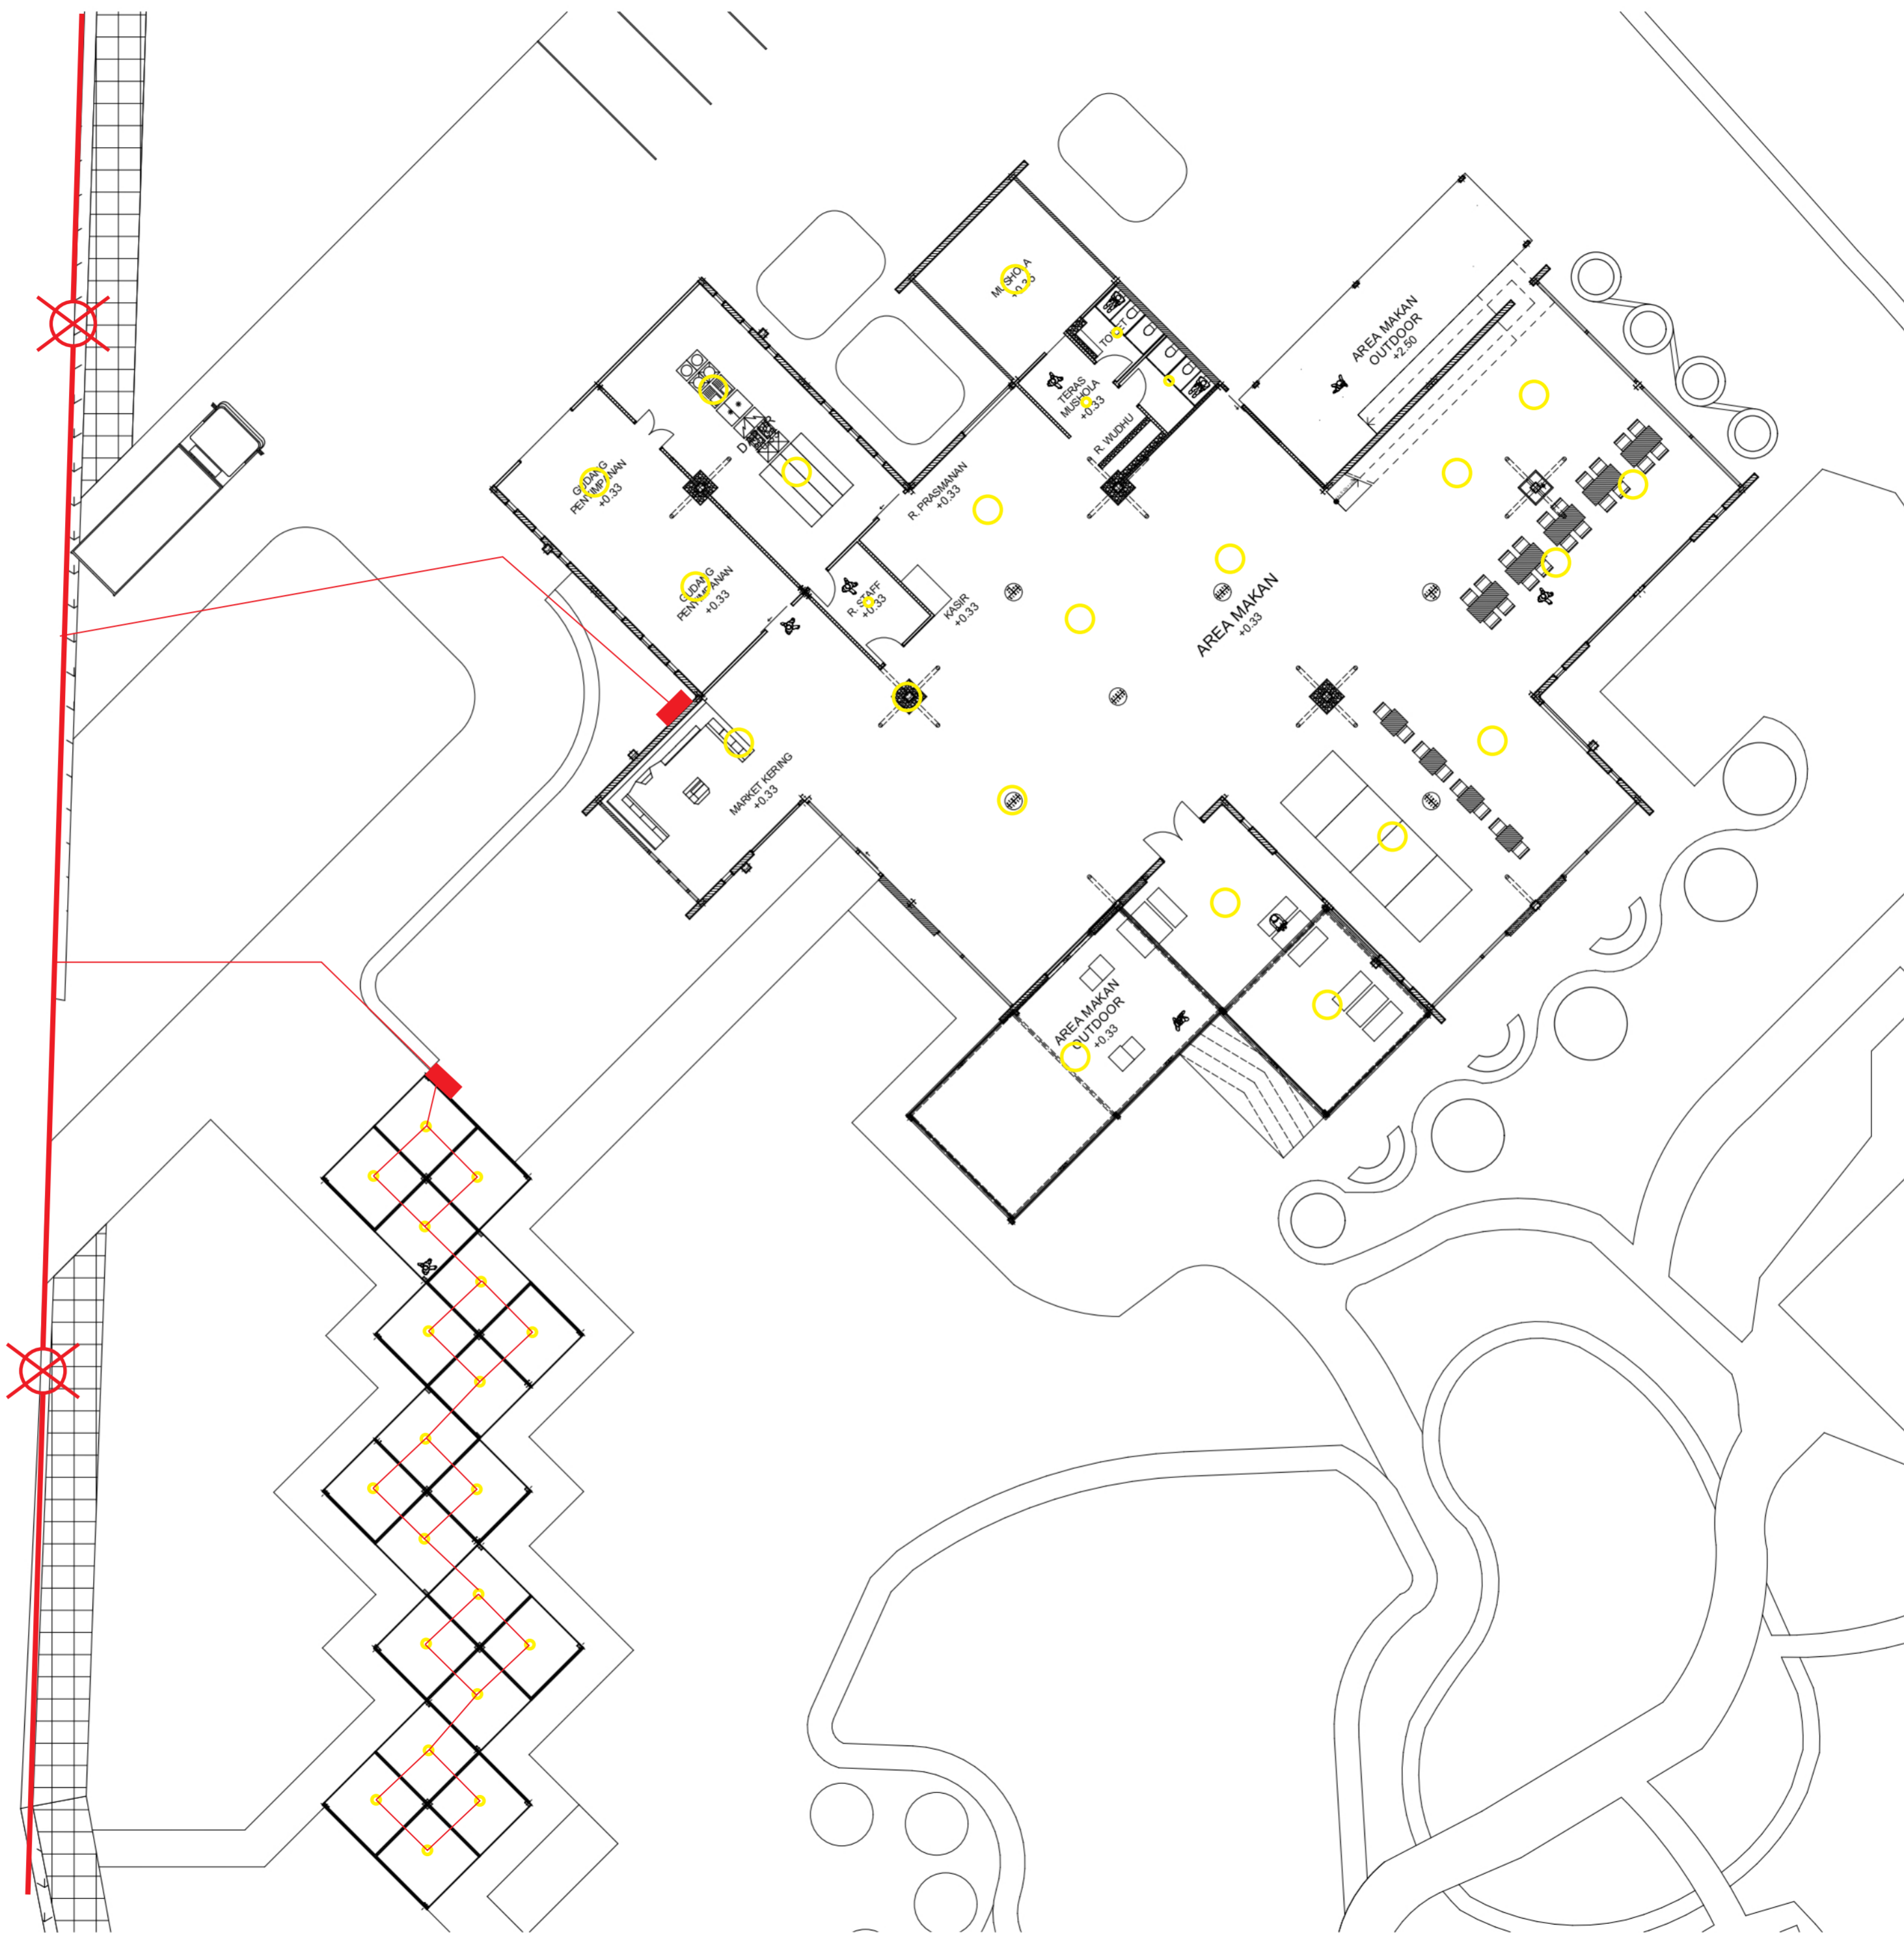 MUSHOLA
AREA MAKAN
OUTDOOR
+2.50
TOILET
TERAS
MUSHOLA
+0.33
R. WUDHU
GUDANG
PENYIMPANAN
+0.33
R. PRASMANAN
+0.33
GUDANG
PENYIMPANAN
+0.33
R. STAFF
+0.33
KASIR
+0.33
AREA MAKAN
+0.33
MARKET KERING
+0.33
AREA MAKAN
OUTDOOR
+0.33